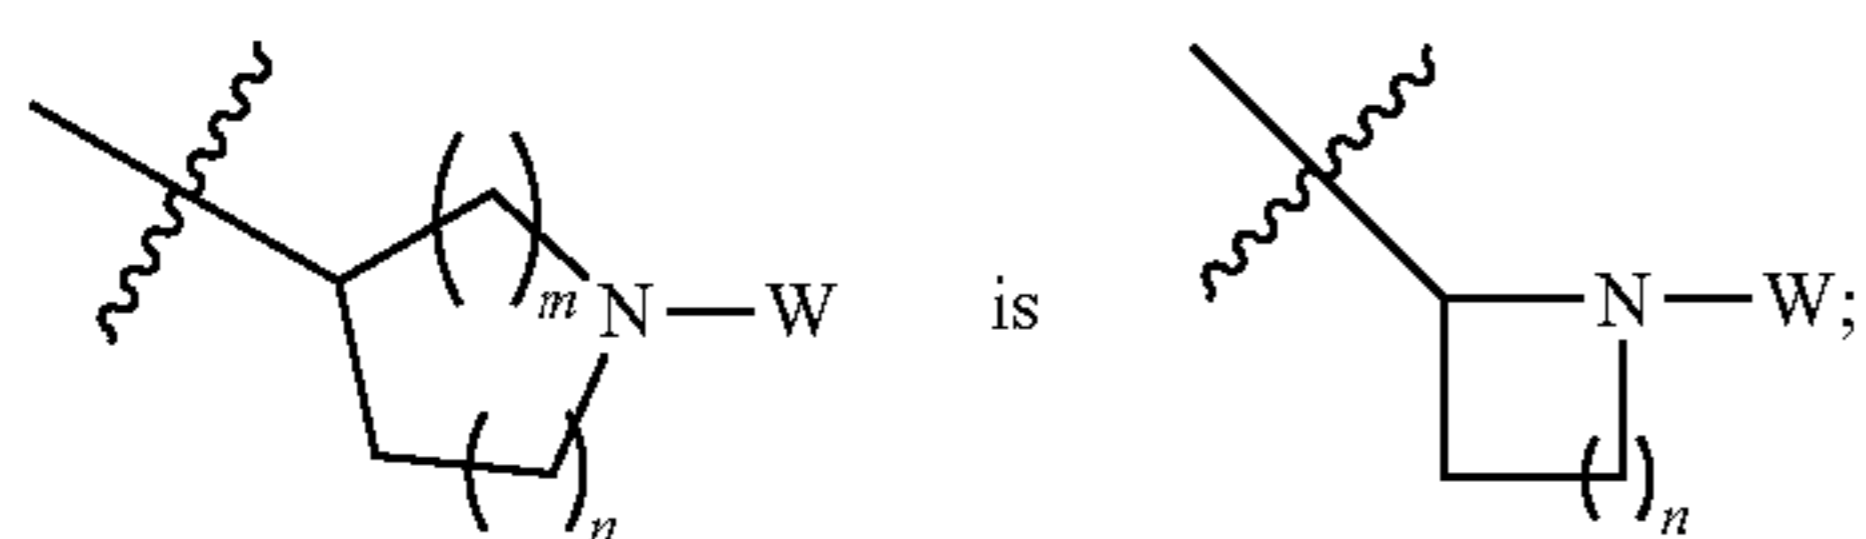 ( ) m N — W is N — W;
( ) n ( ) n